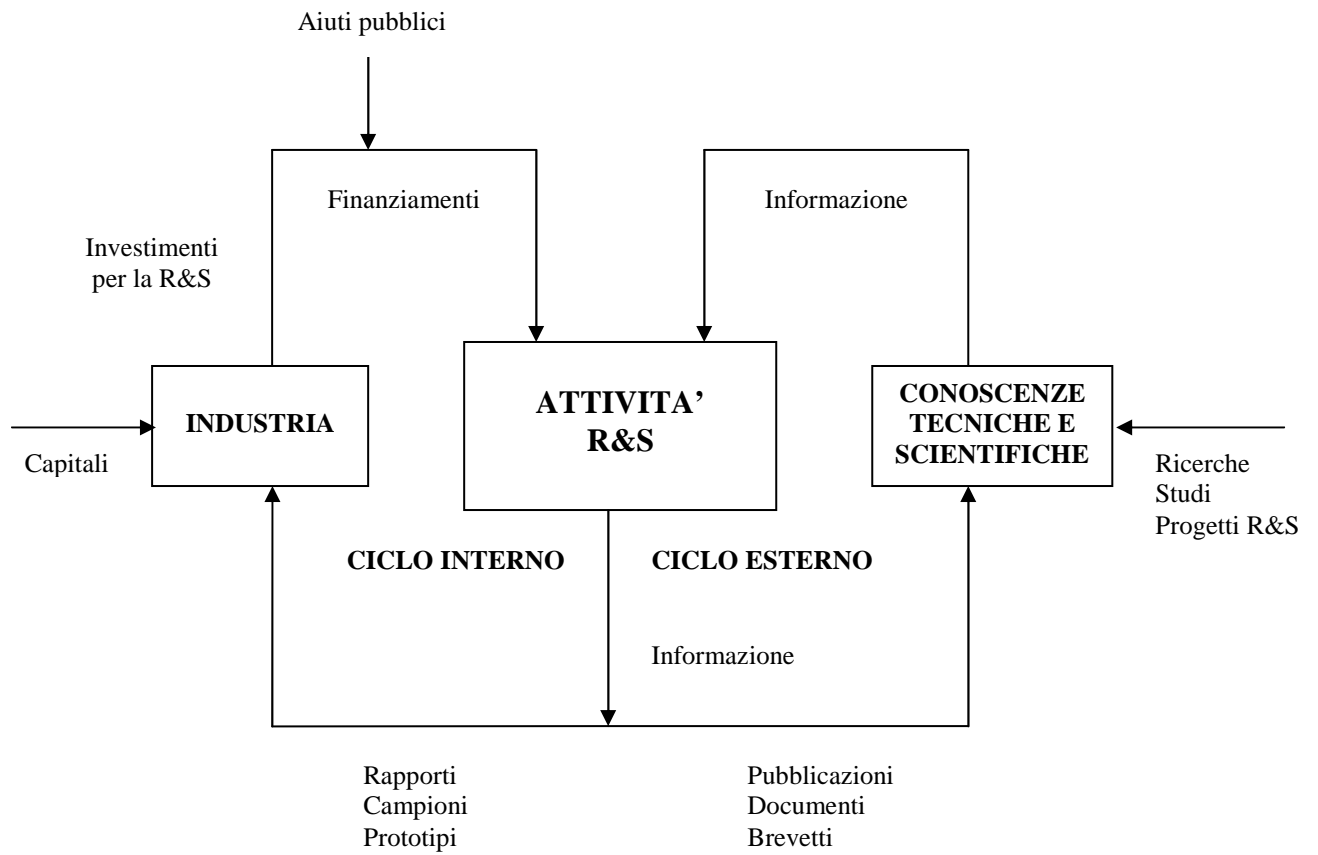 Aiuti pubblici
Finanziamenti
Informazione
Investimenti
per la R&S
INDUSTRIA
ATTIVITA’
R&S
CONOSCENZE
TECNICHE E
SCIENTIFICHE
Capitali
Ricerche
Studi
Progetti R&S
CICLO INTERNO
CICLO ESTERNO
Informazione
Rapporti
Campioni
Prototipi
Pubblicazioni
Documenti
Brevetti